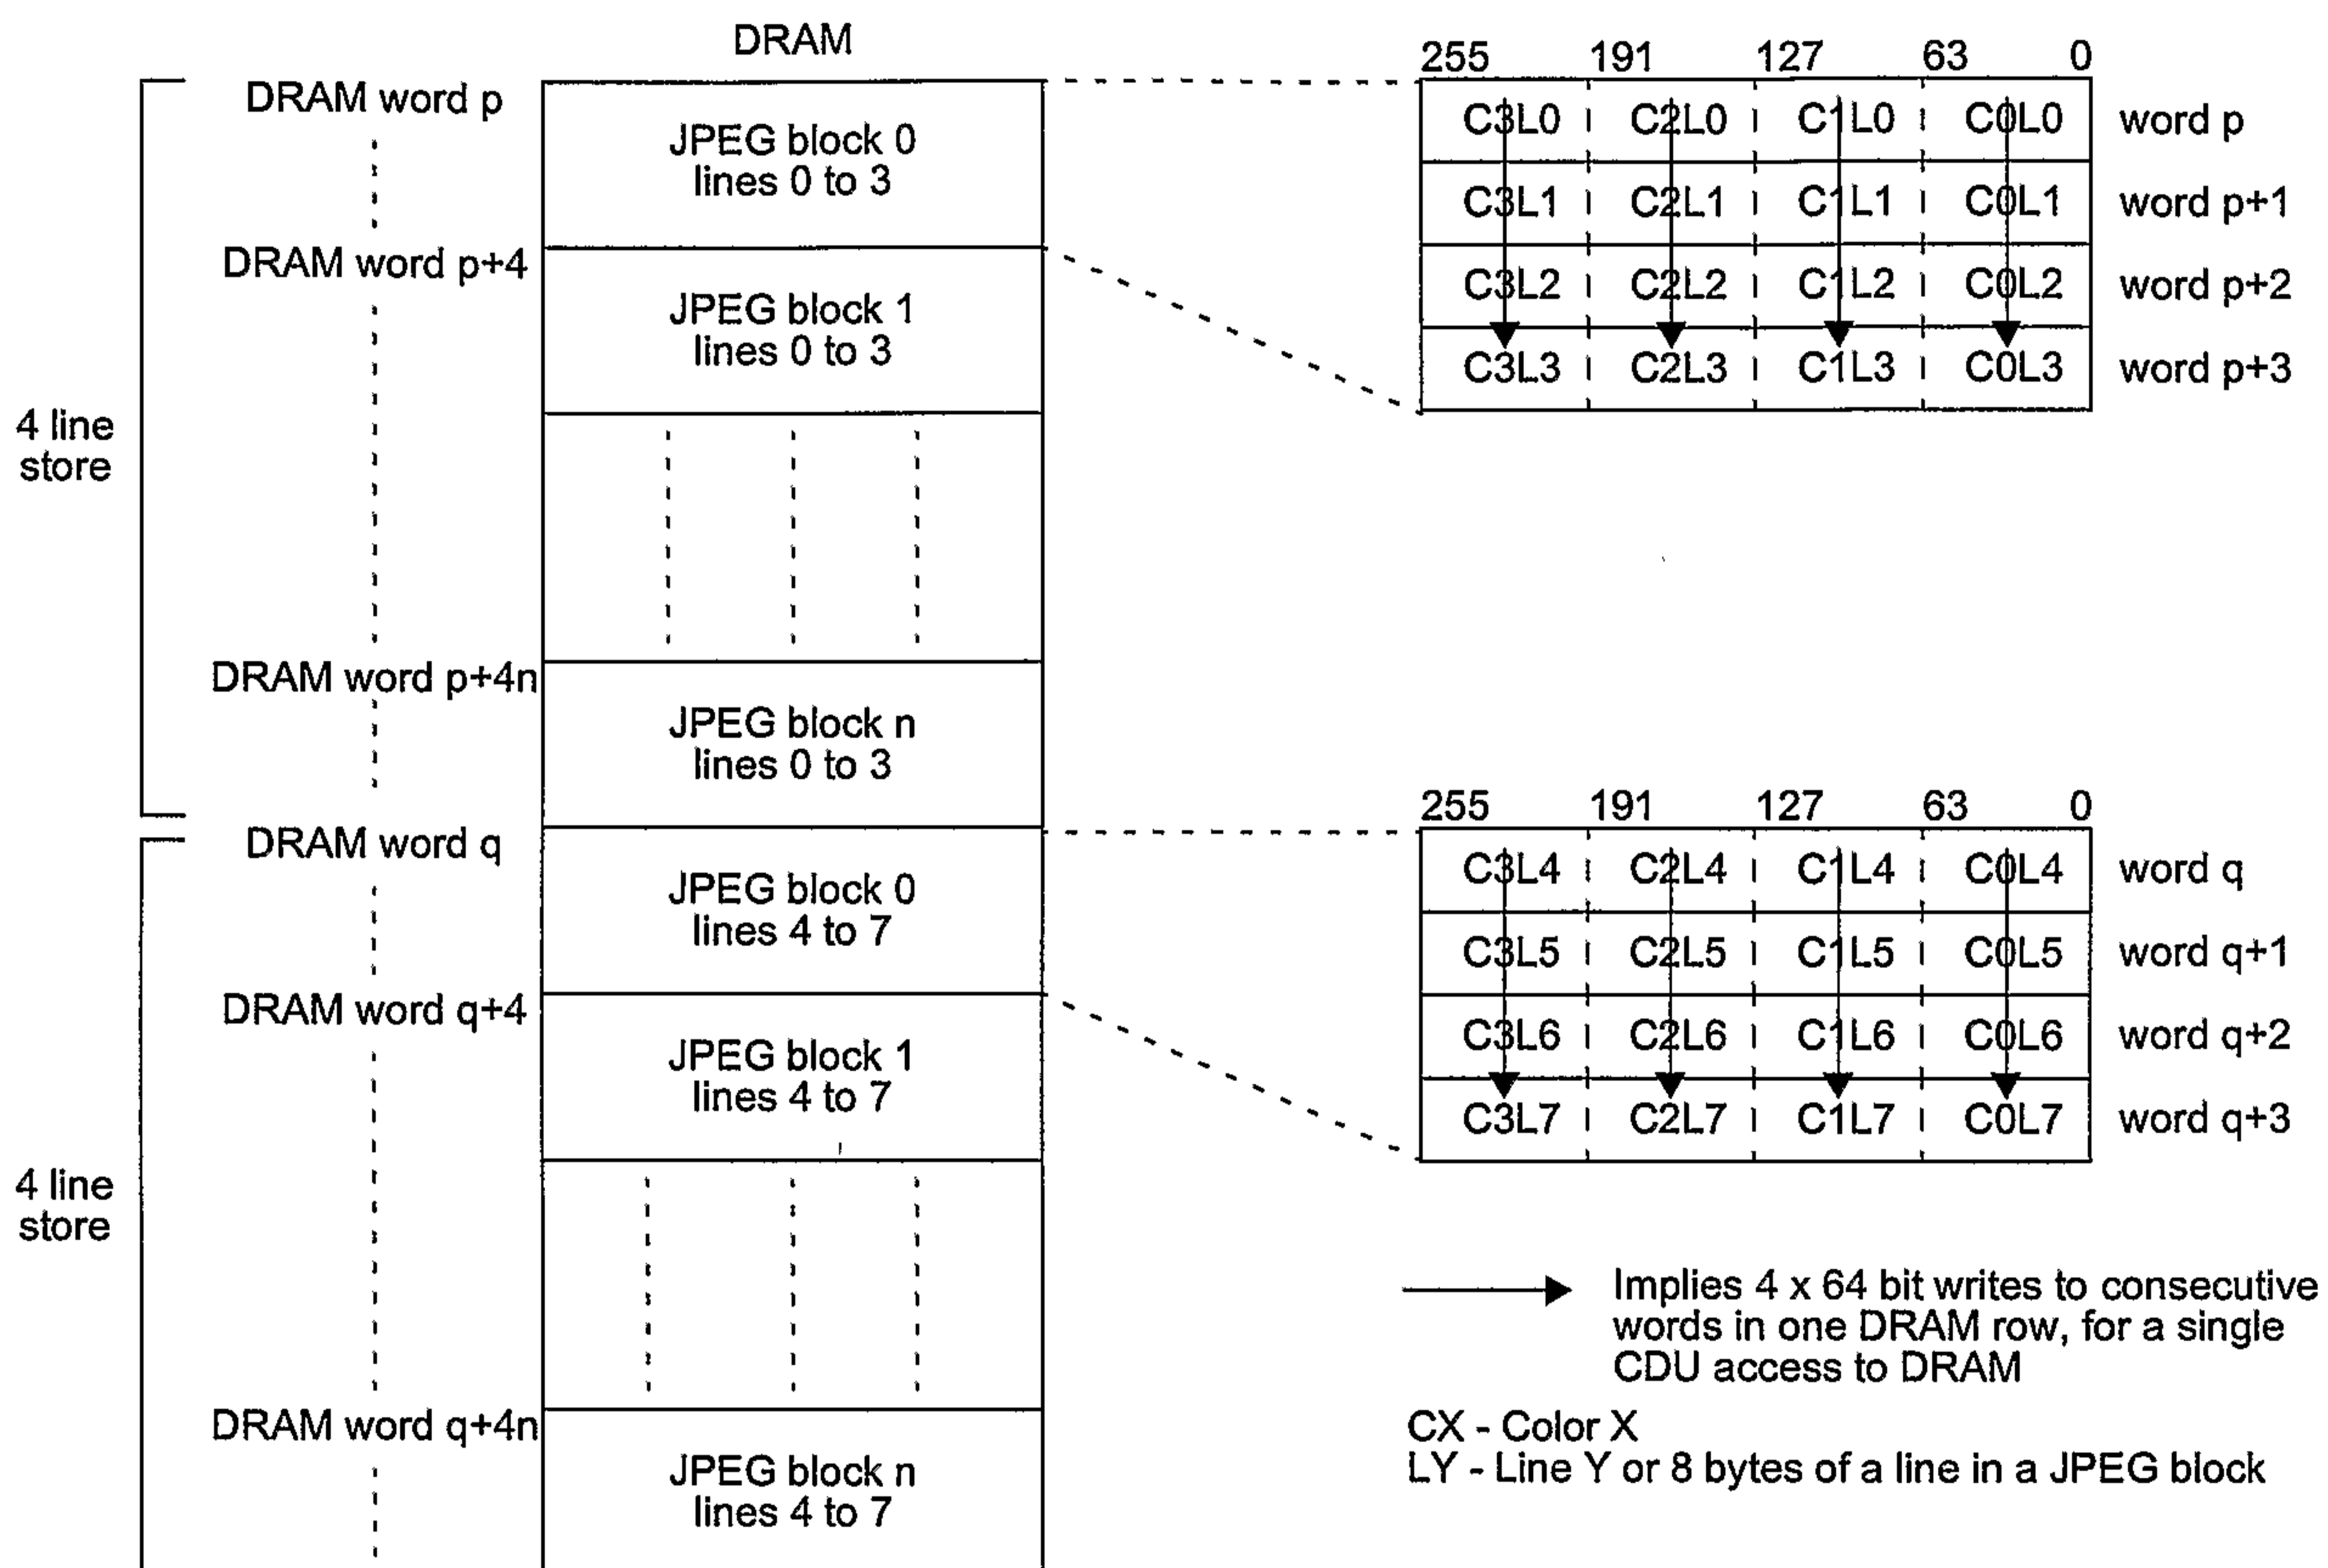 DRAM
DRAM word p
JPEG block 0
lines 0 to 3
DRAM word p+4
JPEG block 1
lines 0 to 3
4 line
store
DRAM word p+4n
JPEG block n
lines 0 to 3
DRAM word q
JPEG block 0
lines 4 to 7
DRAM word q+4
JPEG block 1
lines 4 to 7
4 line
store
DRAM word q+4n
JPEG block n
lines 4 to 7
255 191 127 63 0
C3L0 C2L0 C1L0 C0L0 word p
C3L1 C2L1 C1L1 C0L1 word p+1
C3L2 C2L2 C1L2 C0L2 word p+2
C3L3 C2L3 C1L3 C0L3 word p+3
255 191 127 63 0
C3L4 C2L4 C1L4 C0L4 word q
C3L5 C2L5 C1L5 C0L5 word q+1
C3L6 C2L6 C1L6 C0L6 word q+2
C3L7 C2L7 C1L7 C0L7 word q+3
Implies 4 x 64 bit writes to consecutive
words in one DRAM row, for a single
CDU access to DRAM
CX - Color X
LY - Line Y or 8 bytes of a line in a JPEG block